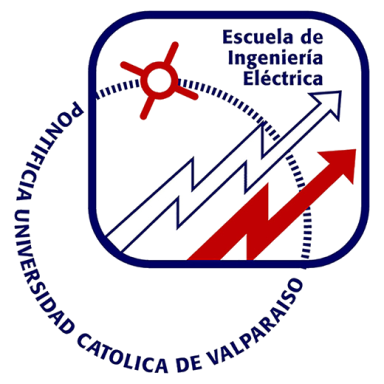 Escuela de
Ingeniería
Eléctrica
PONTIFICIA UNIVERSIDAD CATOLICA DE VALPARAISO